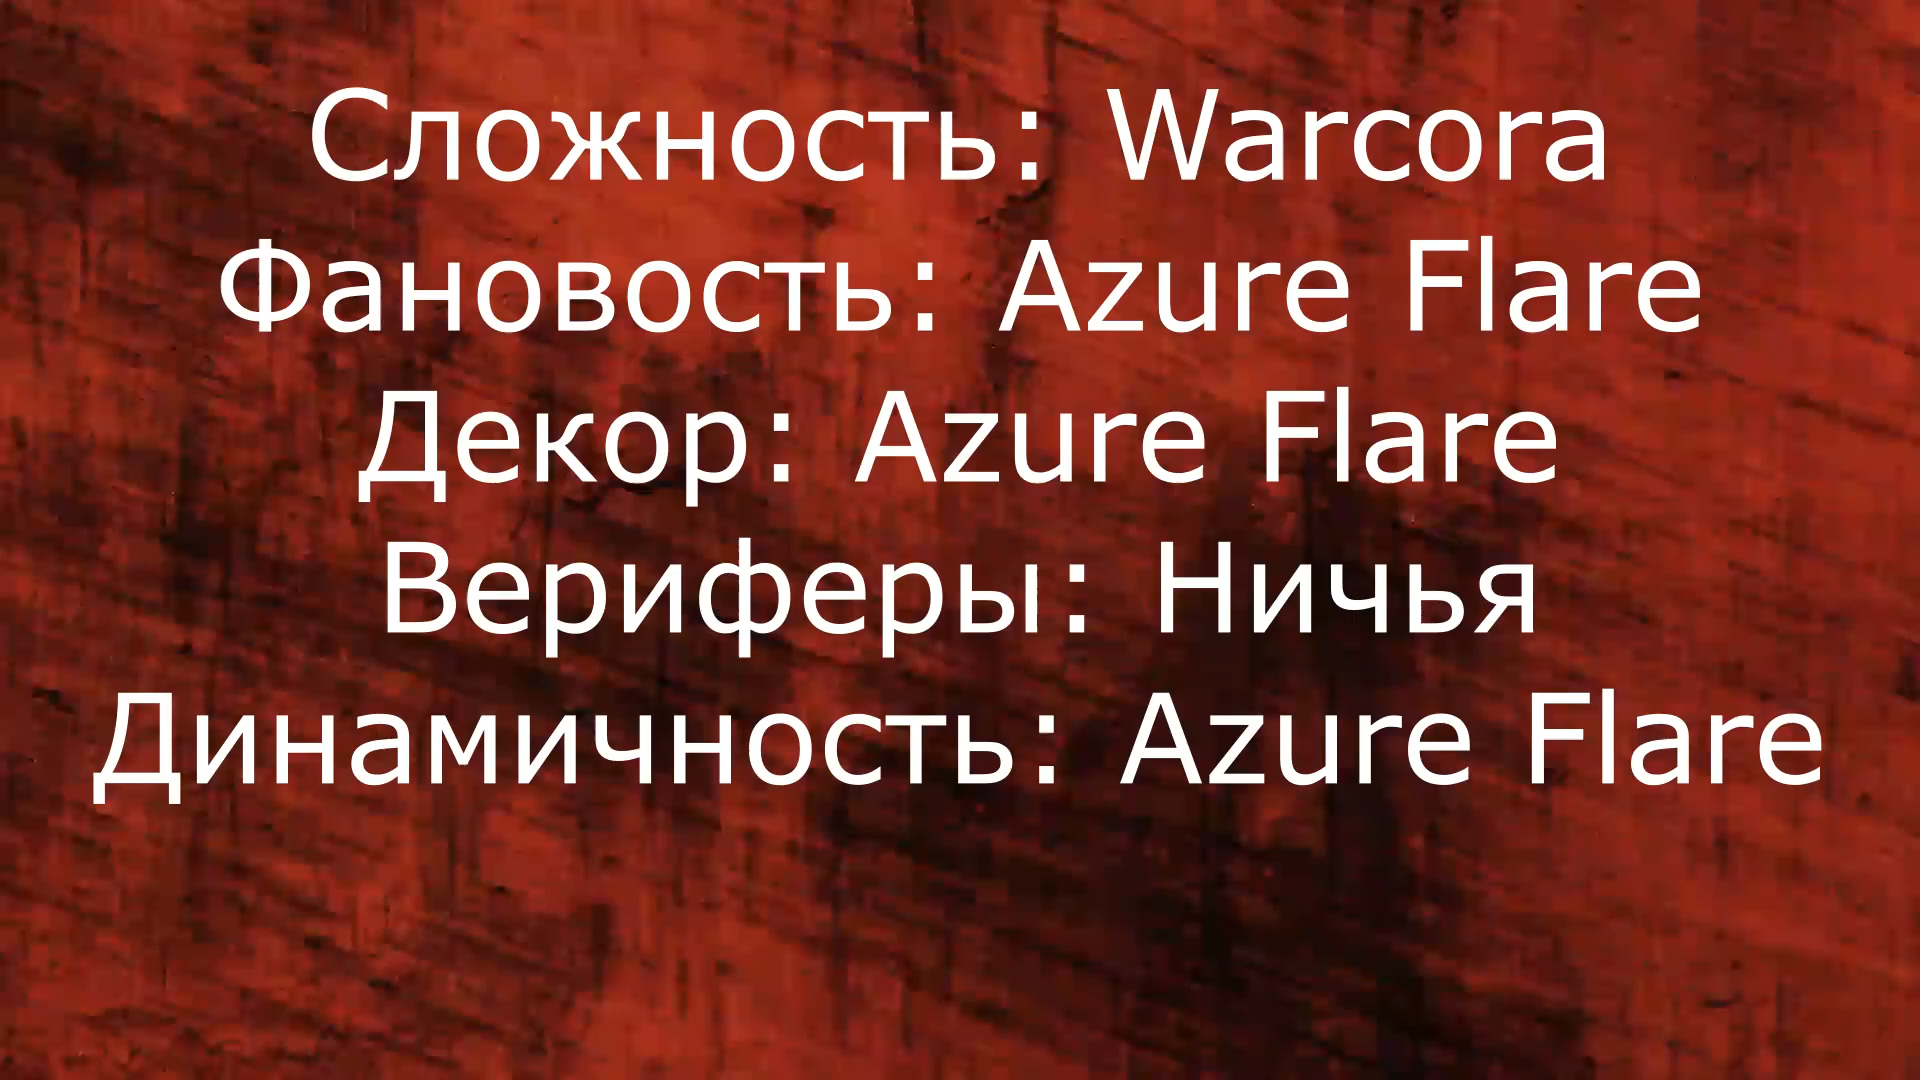 Сложность: Warcora
Фановость: Azure Flare
Декор: Azure Flare
Вериферы: Ничья
Динамичность: Azure Flare